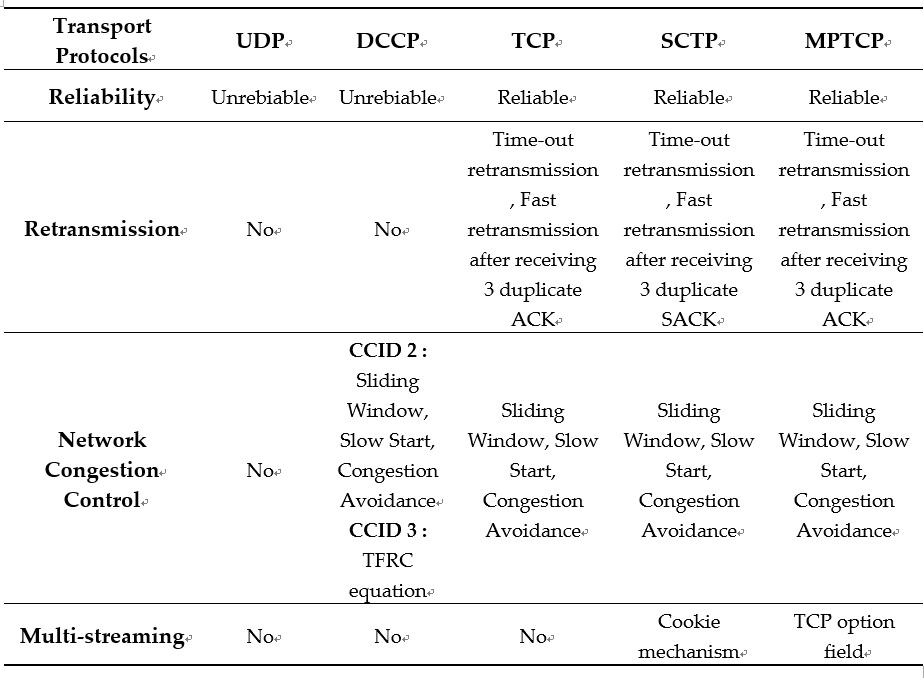 Transport Protocols UDP DCCP TCP SCTP MPTCP
Reliability Unrebiable Unrebiable Reliable Reliable Reliable
Retransmission
No
No
Time-out
retransmission
, Fast
retransmission
after receiving
3 duplicate
ACK
Time-out
retransmission
, Fast
retransmission
after receiving
3 duplicate
SACK
Time-out
retransmission
, Fast
retransmission
after receiving
3 duplicate
ACK
Network
Congestion
Control
No
CCID 2 :
Sliding
Window,
Slow Start,
Congestion
Avoidance
CCID 3 :
TFRC
equation
Sliding
Window, Slow
Start,
Congestion
Avoidance
Sliding
Window, Slow
Start,
Congestion
Avoidance
Sliding
Window, Slow
Start,
Congestion
Avoidance
Multi-streaming
No
No
No
Cookie
mechanism
TCP option
field